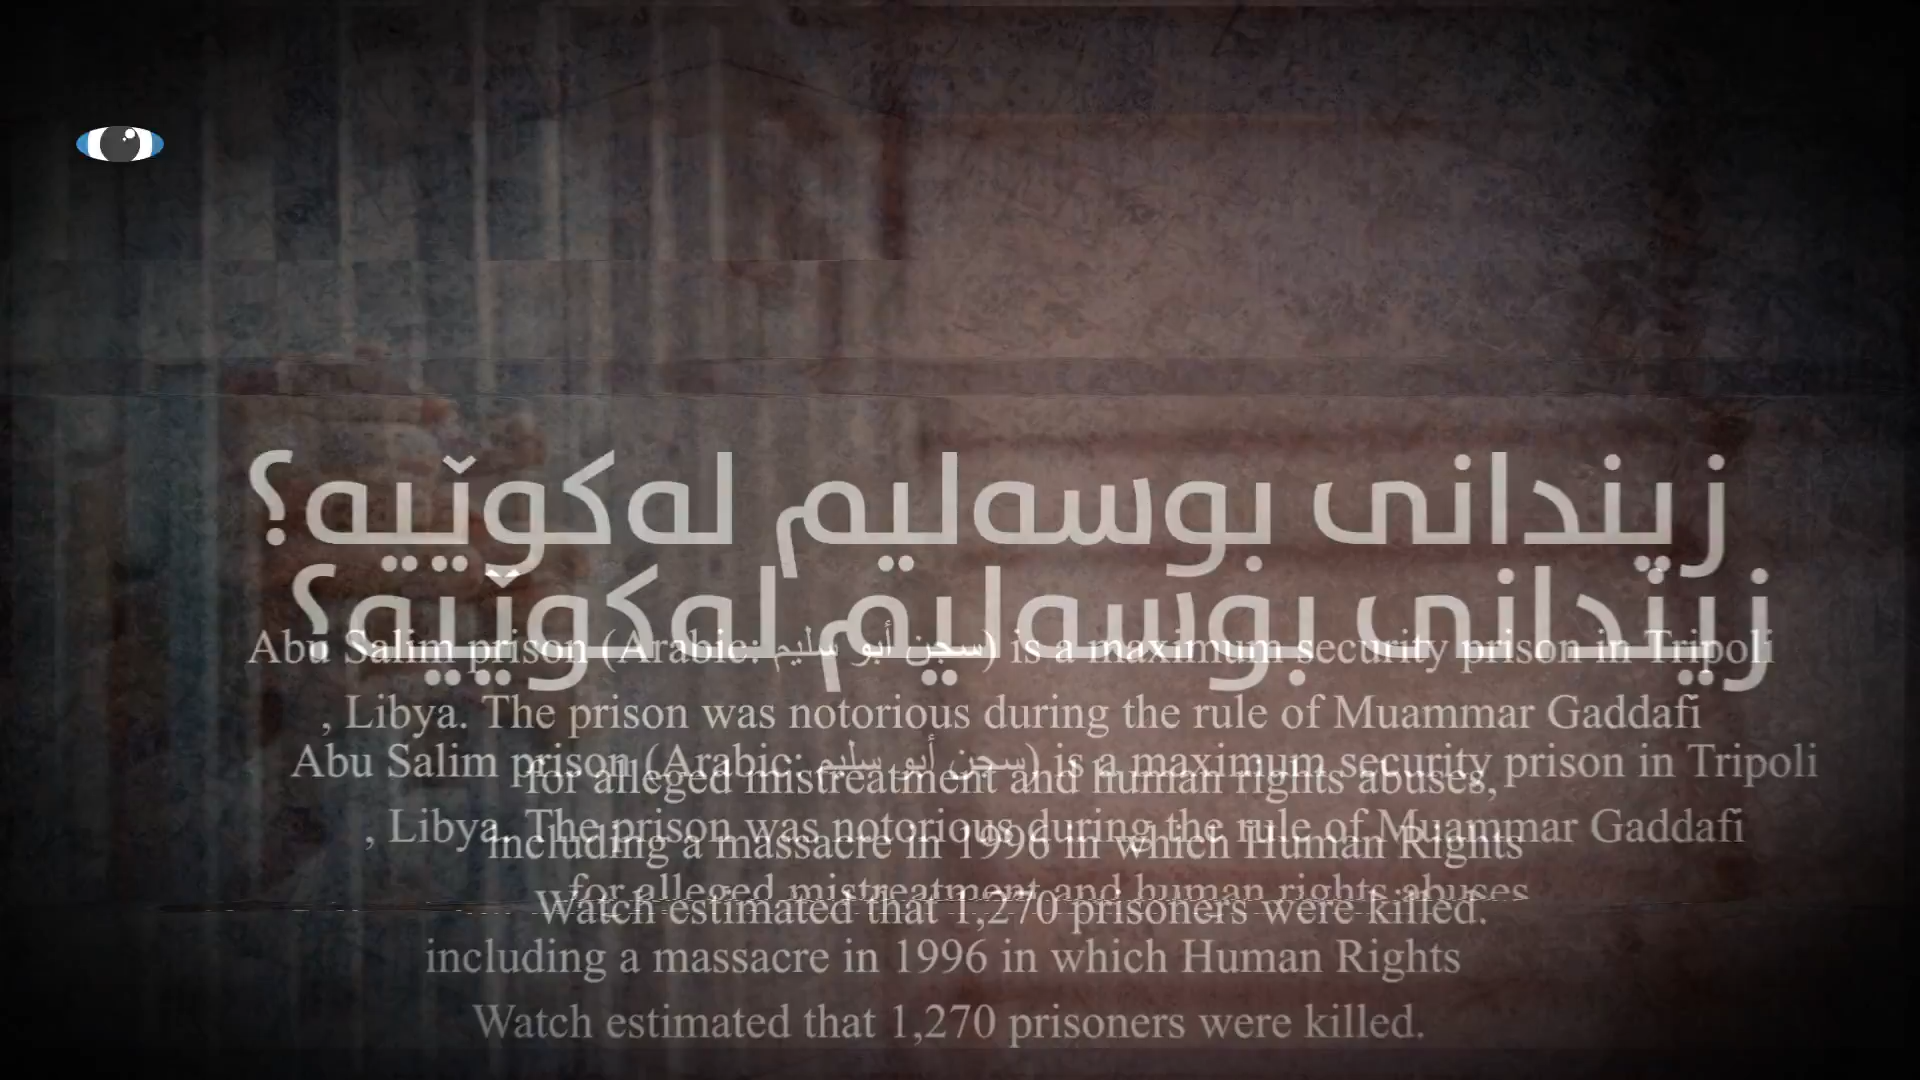 زیندانی بوسەلیم لەکوێیە؟
زیندانی بوسەلیم لەکوێیە؟
Abu Salim prison (Arabic: سجن أبو سليم) is a maximum security prison in Tripoli
, Libya. The prison was notorious during the rule of Muammar Gaddafi
Abu Salim prison (Arabic: سجن أبو سليم) is a maximum security prison in Tripoli
for alleged mistreatment and human rights abuses,
, Libya. The prison was notorious during the rule of Muammar Gaddafi
including a massacre in 1996 in which Human Rights
for alleged mistreatment and human rights abuses
Watch estimated that 1,270 prisoners were killed.
including a massacre in 1996 in which Human Rights
Watch estimated that 1,270 prisoners were killed.